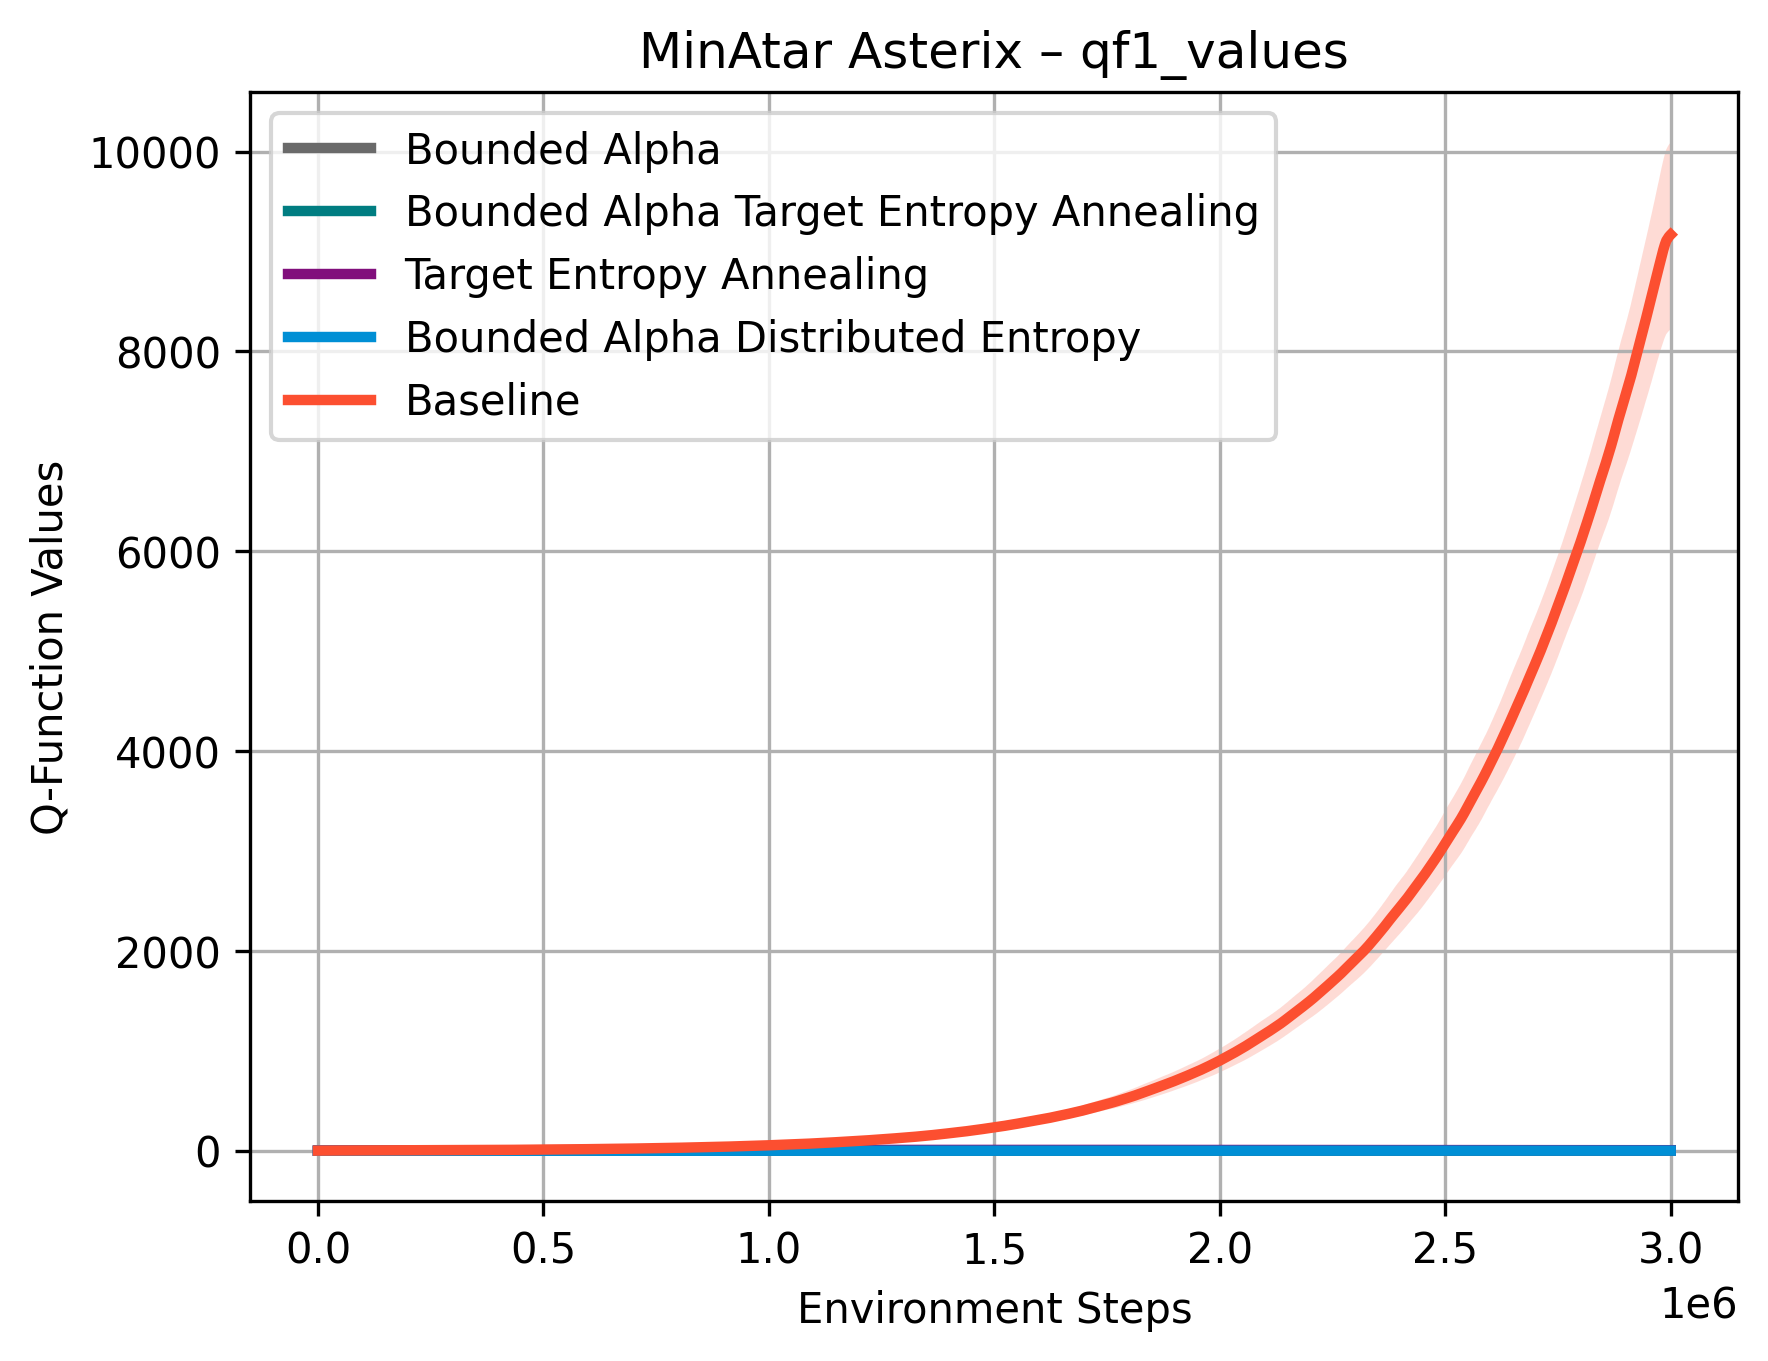 MinAtar Asterix – qf1_values
Bounded Alpha
Bounded Alpha Target Entropy Annealing
Target Entropy Annealing
Bounded Alpha Distributed Entropy
Baseline
Q-Function Values
10000
8000
6000
4000
2000
0
0.0 0.5 1.0 1.5 2.0 2.5 3.0
1e6
Environment Steps